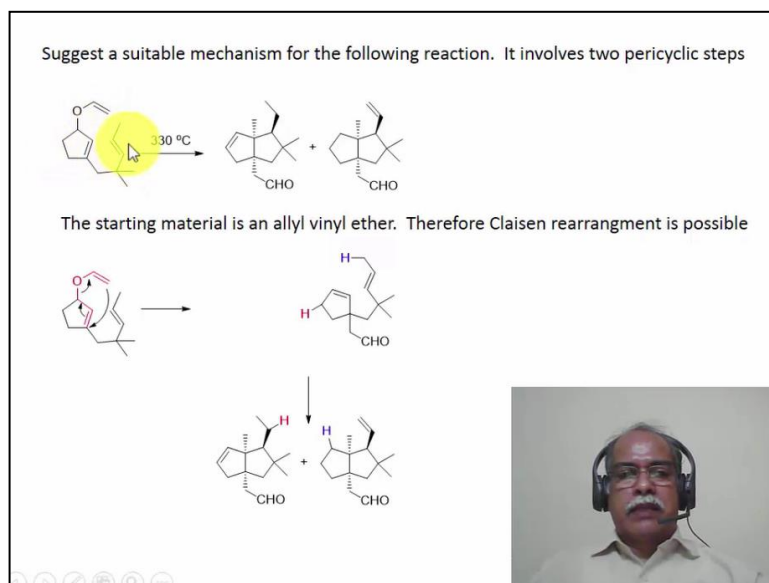 Suggest a suitable mechanism for the following reaction.  It involves two pericyclic steps
O
330 ºC
+
CHO
CHO
The starting material is an allyl vinyl ether.  Therefore Claisen rearrangment is possible
O
H
H
CHO
H
H
+
CHO
CHO